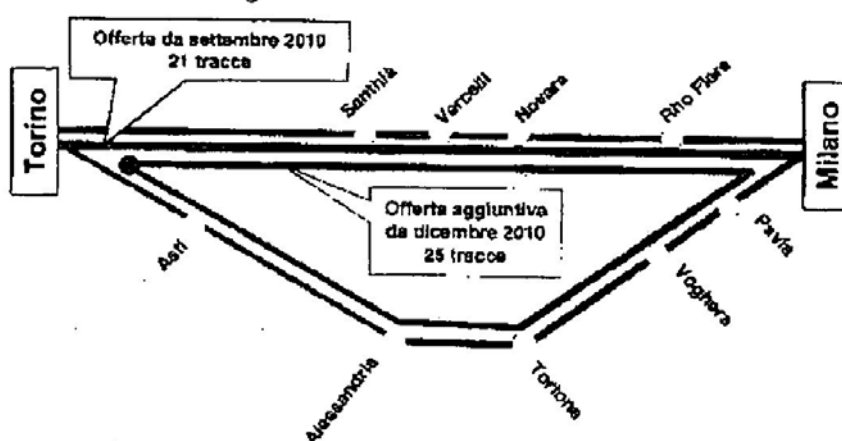 Offerta da settembre 2010
21 tracce
Torino
Santhià
Vercelli
Novara
Rho Fiera
Milano
Offerta aggiuntiva
da dicembre 2010
25 tracce
Asti
Pavia
Voghera
Alessandria
Tortona